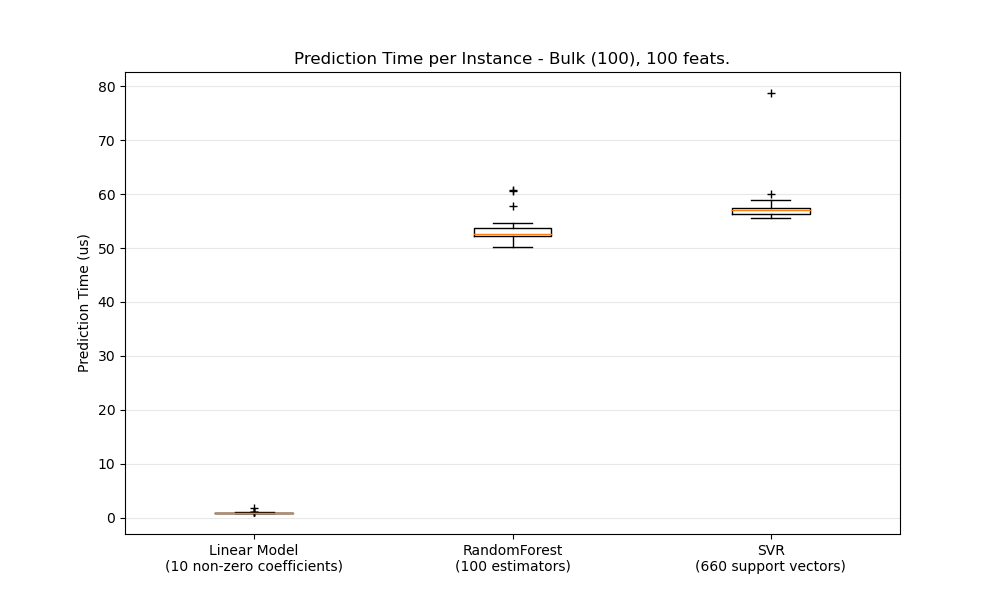 Prediction Time per Instance - Bulk (100), 100 feats.
Prediction Time (us)
80
70
60
50
40
30
20
10
0
Linear Model
(10 non-zero coefficients)
RandomForest
(100 estimators)
SVR
(660 support vectors)